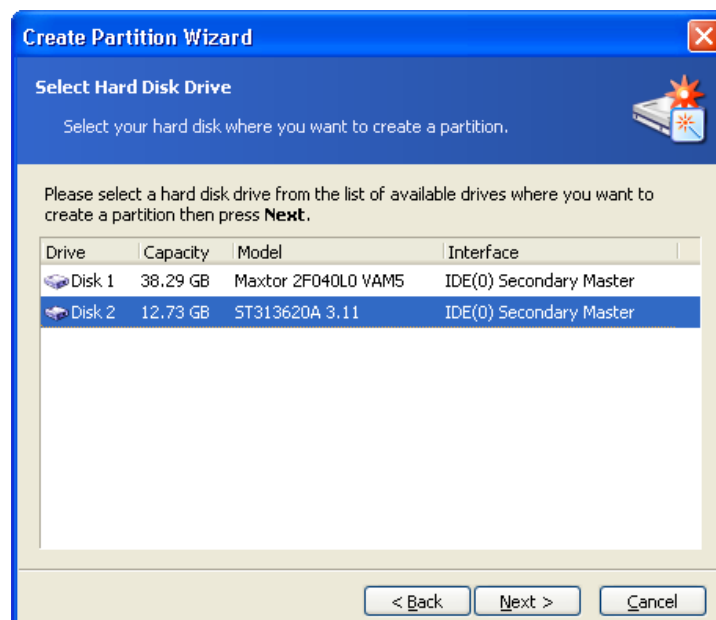 Create Partition Wizard
Select Hard Disk Drive
Select your hard disk where you want to create a partition.
Please select a hard disk drive from the list of available drives where you want to
create a partition then press Next.
Drive Capacity Model Interface
Disk 1 38.29 GB Maxtor 2F040L0 VAM5 IDE(0) Secondary Master
Disk 2 12.73 GB ST313620A 3.11 IDE(0) Secondary Master
< Back Next > Cancel